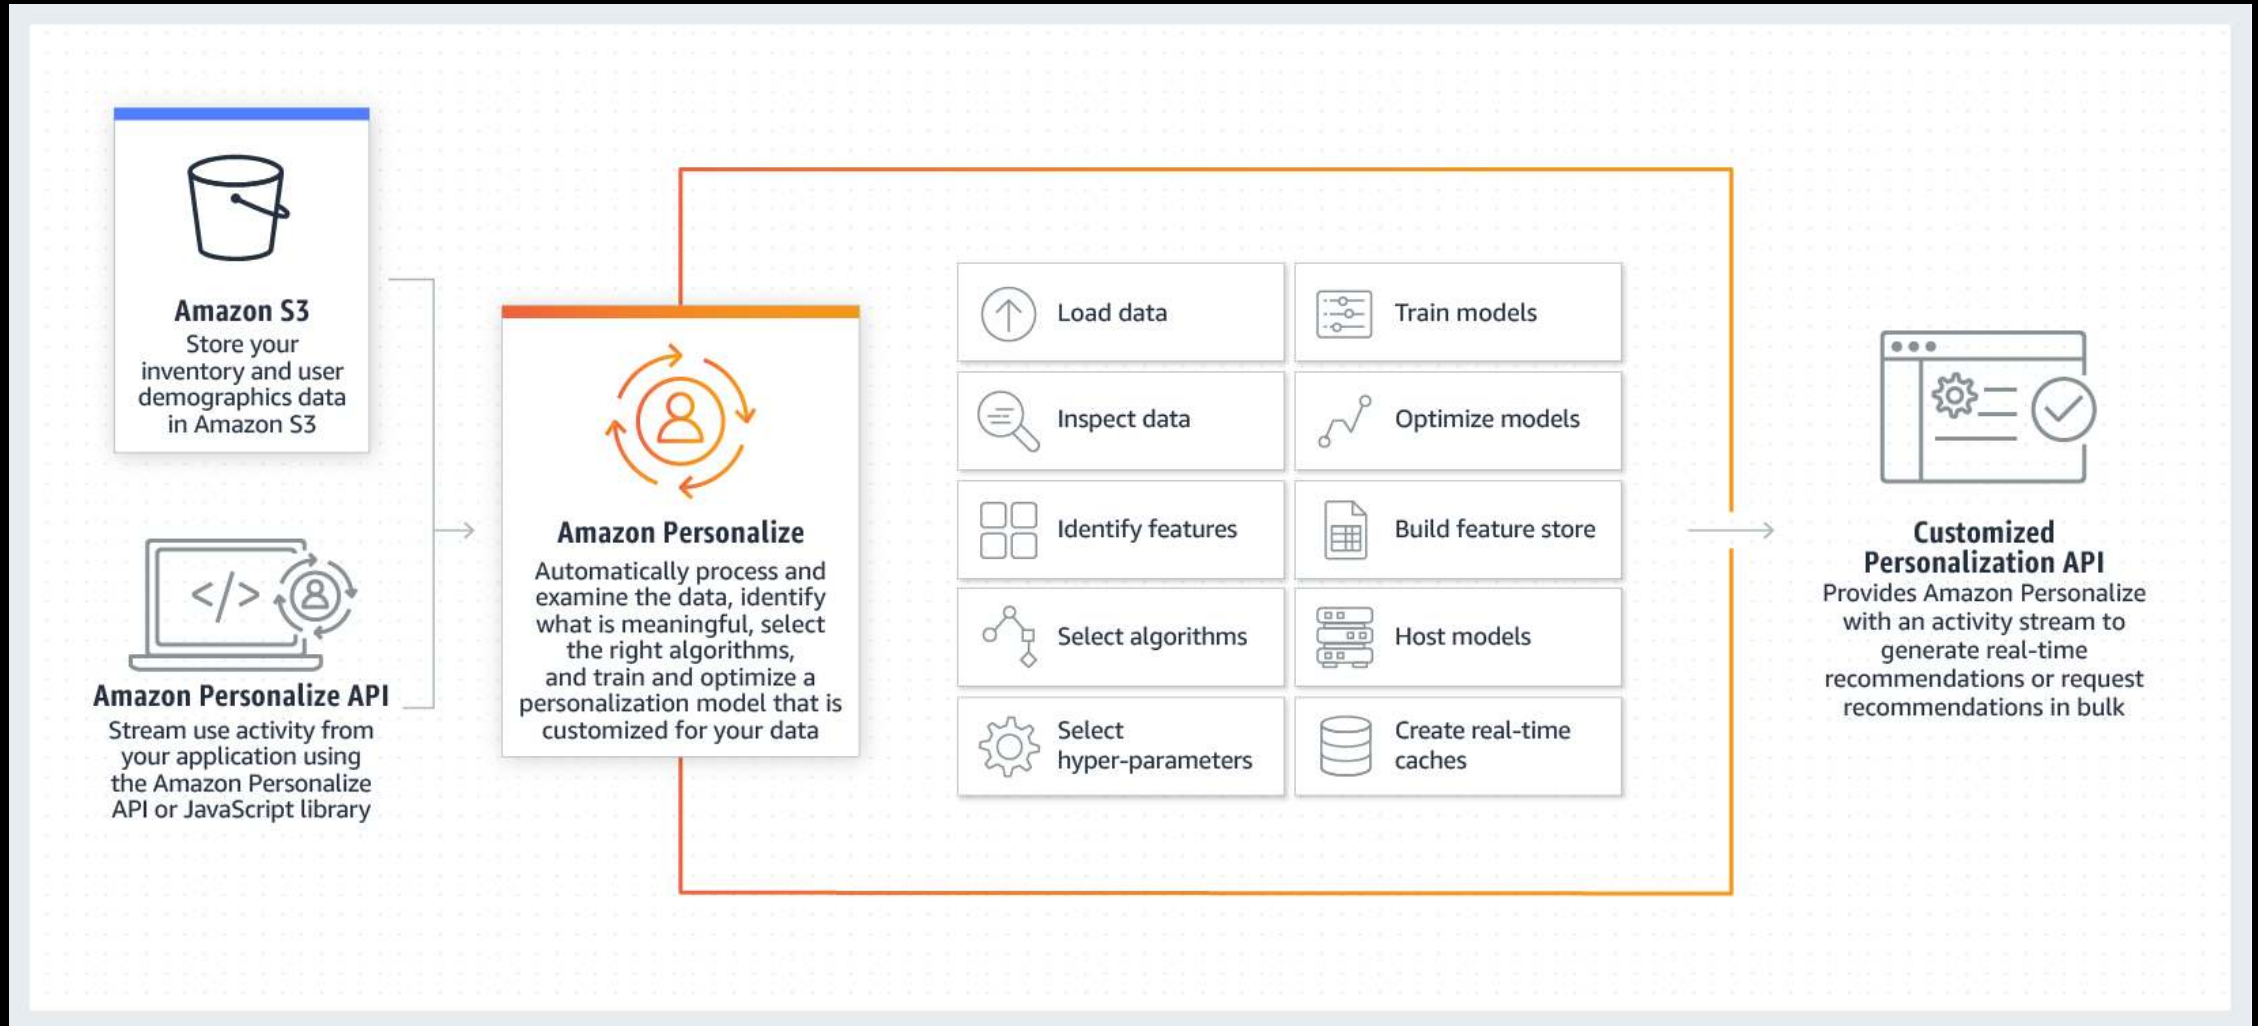 Amazon S3
Store your
inventory and user
demographics data
in Amazon S3
</>
Amazon Personalize API
Stream use activity from
your application using
the Amazon Personalize
API or JavaScript library
Amazon Personalize
Automatically process and
examine the data, identify
what is meaningful, select
the right algorithms,
and train and optimize a
personalization model that is
customized for your data
Load data
Inspect data
Identify features
Select algorithms
Select
hyper-parameters
Train models
Optimize models
Build feature store
Host models
Create real-time
caches
Customized
Personalization API
Provides Amazon Personalize
with an activity stream to
generate real-time
recommendations or request
recommendations in bulk